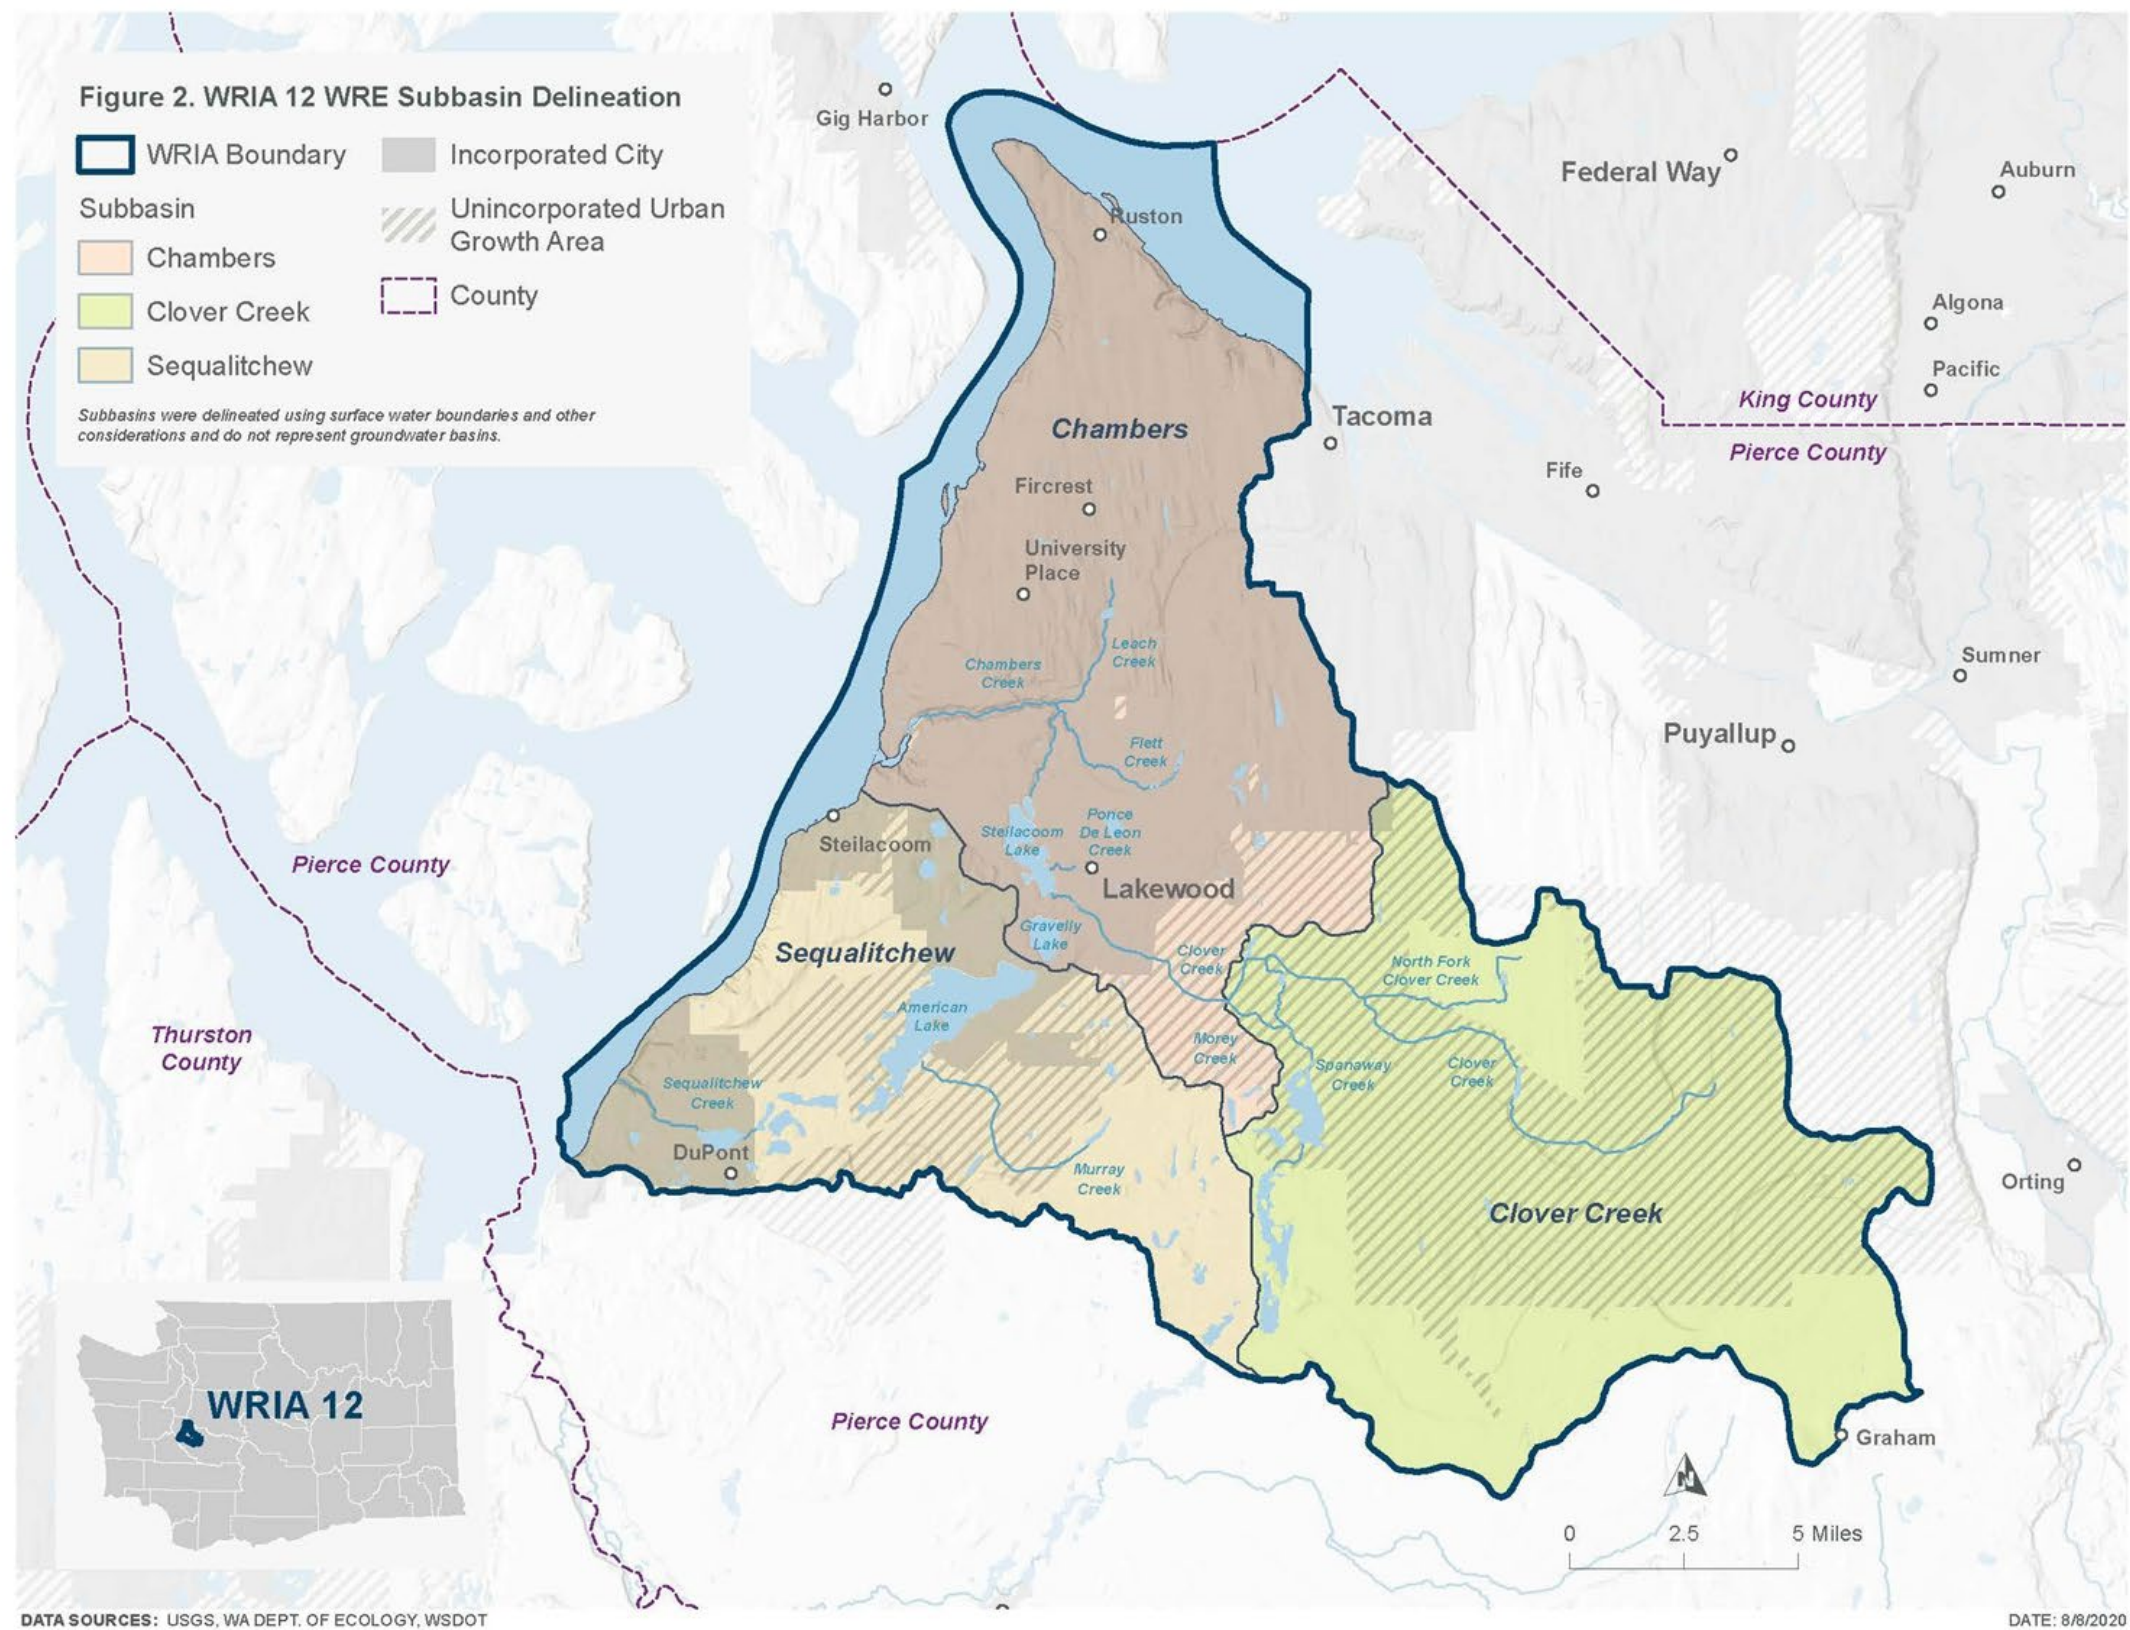 Figure 2. WRIA 12 WRE Subbasin Delineation
WRIA Boundary
Incorporated City
Subbasin
Unincorporated Urban
Growth Area
Chambers
Clover Creek
County
Sequalitchew
Subbasins were delineated using surface water boundaries and other
considerations and do not represent groundwater basins.
Gig Harbor
Ruston
Federal Way
Auburn
Algona
Pacific
King County
Pierce County
Tacoma
Chambers
Fife
Fircrest
University
Place
Leach
Creek
Chambers
Creek
Sumner
Puyallup
Flett
Creek
Ponce
De Leon
Creek
Steilacoom
Lake
Steilacoom
Pierce County
Lakewood
Gravelly
Lake
Sequalitchew
Clover
Creek
North Fork
Clover Creek
American
Lake
Thurston
County
Morey
Creek
Spanaway
Creek
Clover
Creek
Sequalitchew
Creek
DuPont
Murray
Creek
Orting
Clover Creek
WRIA 12
Pierce County
Graham
N
0 2.5 5 Miles
DATA SOURCES: USGS, WA DEPT. OF ECOLOGY, WSDOT
DATE: 8/8/2020